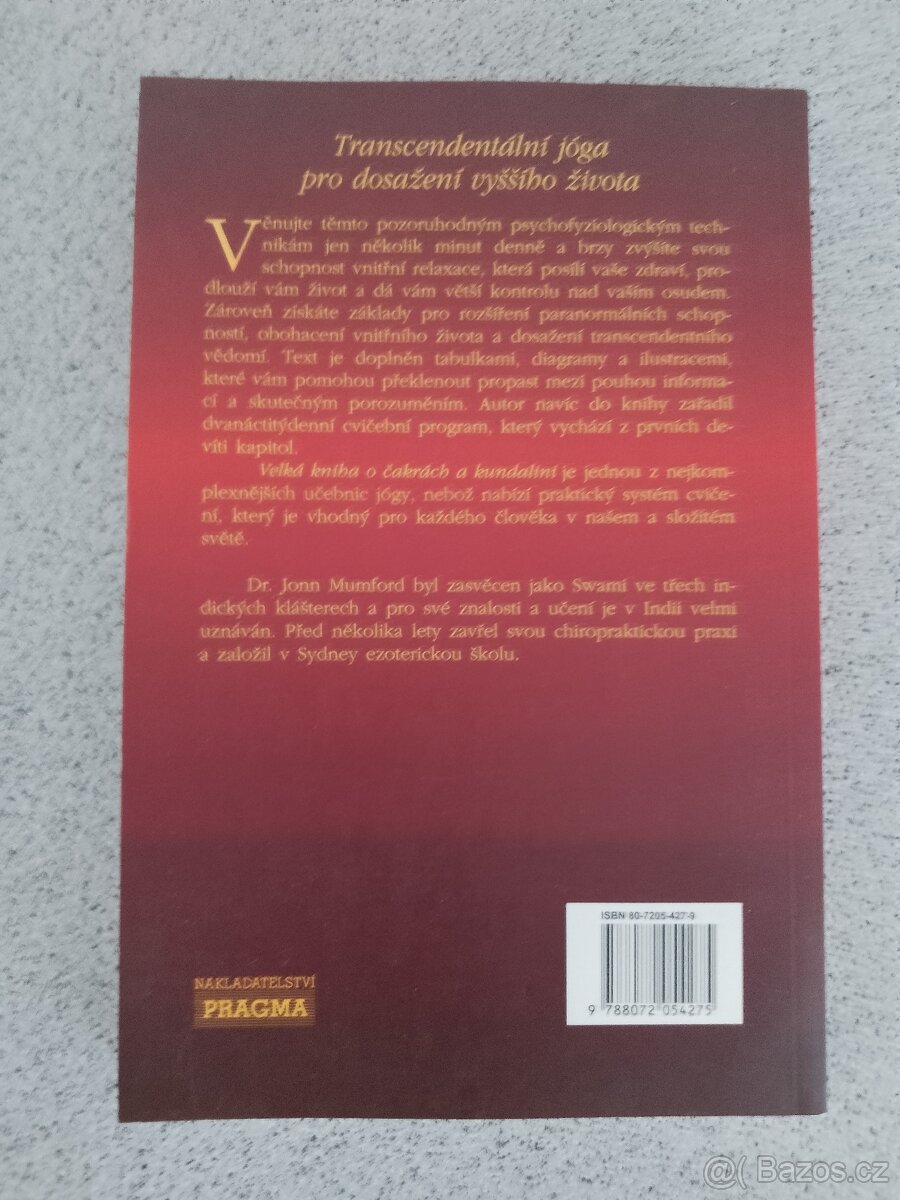 Transcendentální jóga
pro dosažení vyššího života
Věnujte těmto pozoruhodným psychofyziologickým tech-
nikám jen několik minut denně a brzy zvýšíte svou
schopnost vnitřní relaxace, která posílí vaše zdraví, pro-
dlouží vám život a dá vám větší kontrolu nad vaším osudem.
Zároveň získáte základy pro rozšíření paranormálních schop-
ností, obohacení vnitřního života a dosažení transcendentního
vědomí. Text je doplněn tabulkami, diagramy a ilustracemi,
které vám pomohou překlenout propast mezi pouhou informa-
cí a skutečným porozuměním. Autor navíc do knihy zařadil
dvanáctitýdenní cvičební program, který vychází z prvních de-
víti kapitol.
Velká kniha o čakrách a kundaliní je jednou z nejkom-
plexnějších učebnic jógy, neboť nabízí praktický systém cviče-
ní, který je vhodný pro každého člověka v našem a složitém
světě.
Dr. Jonn Mumford byl zasvěcen jako Swami ve třech in-
dických klášterech a pro své znalosti a učení je v Indii velmi
uznáván. Před několika lety zavřel svou chiropraktickou praxi
a založil v Sydney ezoterickou školu.
ISBN 80-7205-427-9
9 788072 054275
NAKLADATELSTVÍ
PRAGMA
@( Bazos.cz